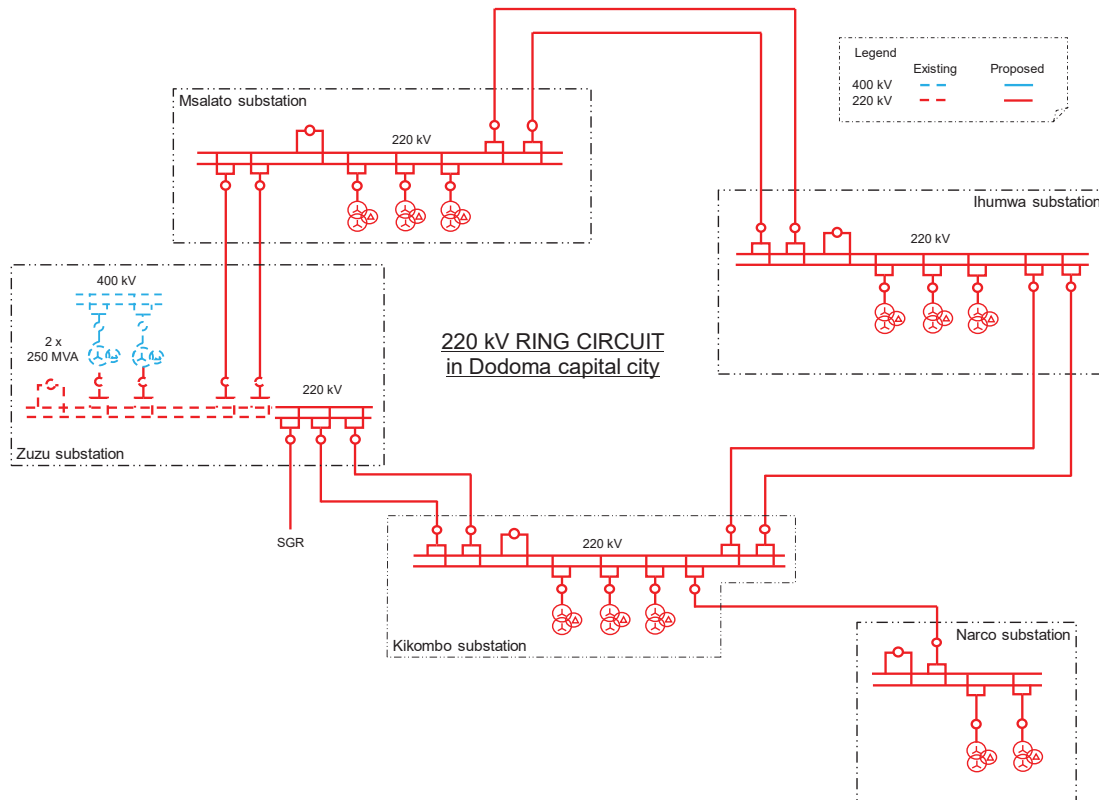 Legend
Existing Proposed
400 kV
220 kV
Msalato substation
220 kV
Ihumwa substation
220 kV
400 kV
2 x
250 MVA
220 kV RING CIRCUIT
in Dodoma capital city
220 kV
Zuzu substation
SGR
220 kV
Kikombo substation
Narco substation